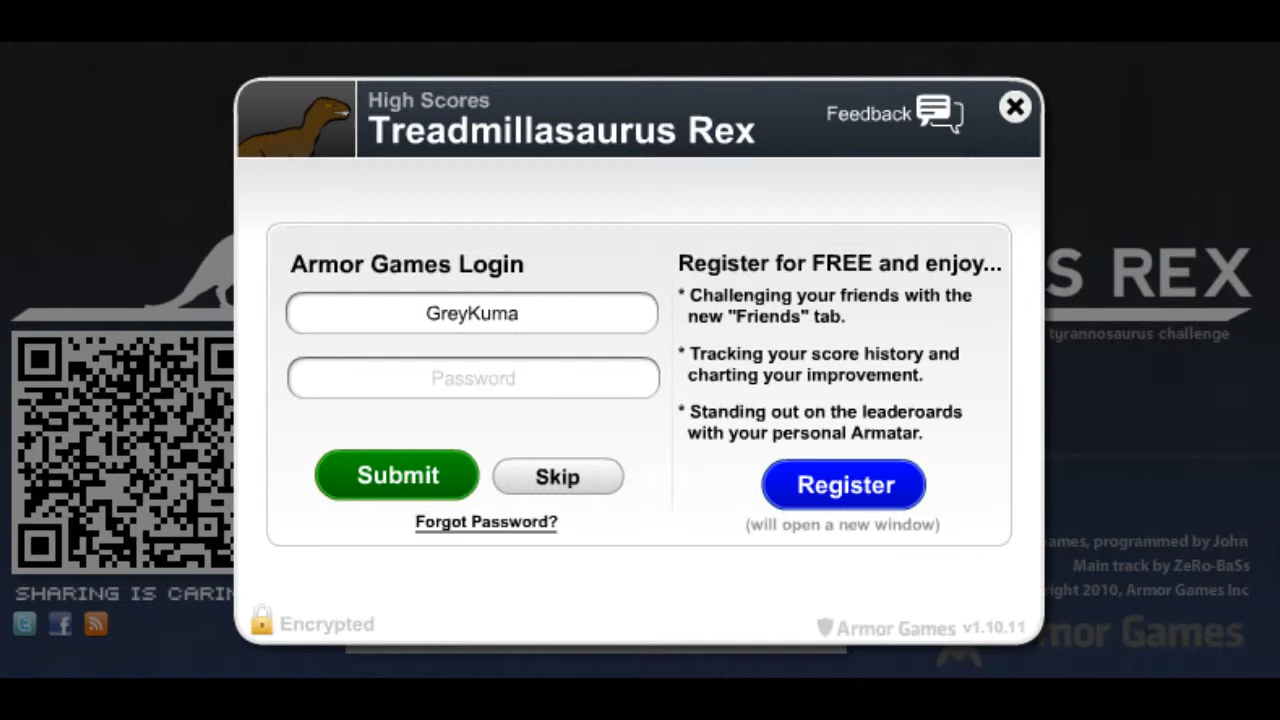 High Scores
Treadmillasaurus Rex
Feedback
Armor Games Login
GreyKuma
Password
Submit
Skip
Forgot Password?
Register for FREE and enjoy...
* Challenging your friends with the
new "Friends" tab.
* Tracking your score history and
charting your improvement.
* Standing out on the leaderoards
with your personal Armatar.
Register
(will open a new window)
Encrypted
Armor Games v1.10.11
S REX
tyrannosaurus challenge
SHARING IS CARIN
ames, programmed by John
Main track by ZeRo-BaSs
ight 2010, Armor Games Inc
mor Games